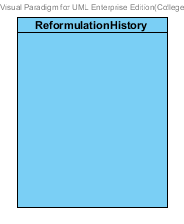 Visual Paradigm for UML Enterprise Edition(College
ReformulationHistory